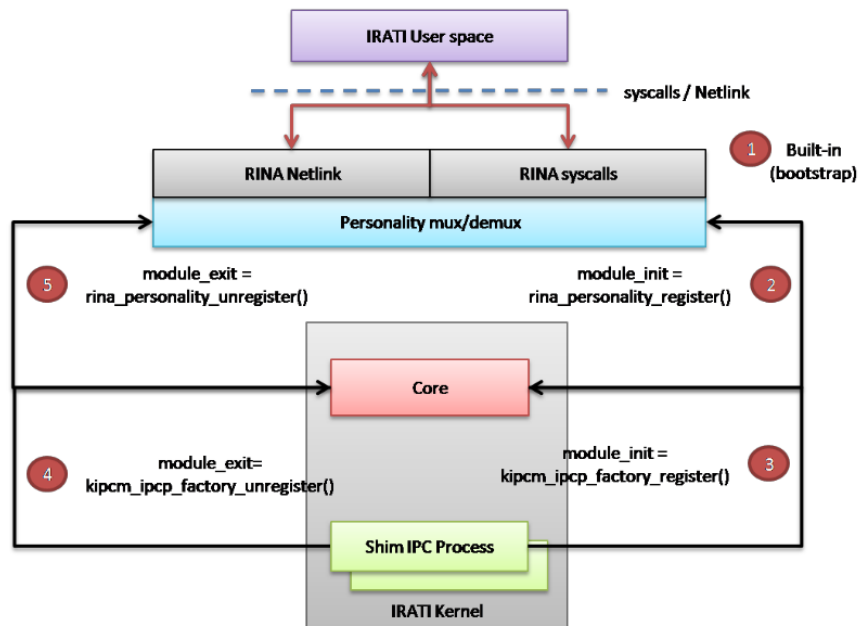 IRATI User space
syscalls / Netlink
1
Built-in
(bootstrap)
RINA Netlink
RINA syscalls
Personality mux/demux
5
module_exit =
rina_personality_unregister()
module_init =
rina_personality_register()
2
Core
4
module_exit=
kipcm_ipcp_factory_unregister()
module_init =
kipcm_ipcp_factory_register()
3
Shim IPC Process
IRATI Kernel